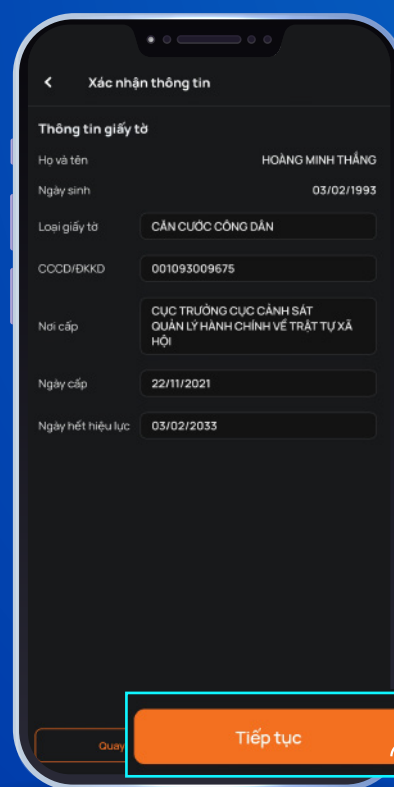 Xác nhận thông tin
Thông tin giấy tờ
Họ và tên HOÀNG MINH THẮNG
Ngày sinh 03/02/1993
Loại giấy tờ CĂN CƯỚC CÔNG DÂN
CCCD/ĐKKD 001093009675
Nơi cấp CỤC TRƯỞNG CỤC CẢNH SÁT
QUẢN LÝ HÀNH CHÍNH VỀ TRẬT TỰ XÃ
HỘI
Ngày cấp 22/11/2021
Ngày hết hiệu lực 03/02/2033
Quay
Tiếp tục